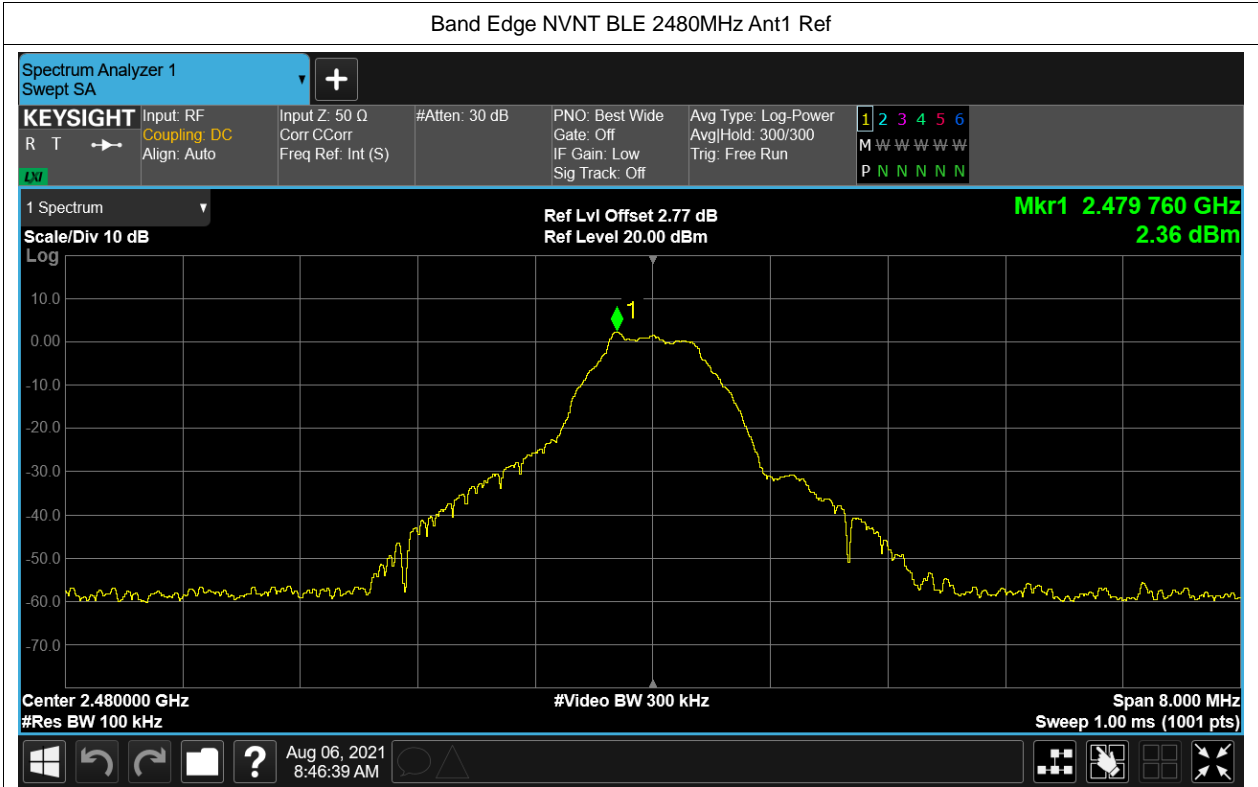 Band Edge NVNT BLE 2480MHz Ant1 Ref
Spectrum Analyzer 1
Swept SA
KEYSIGHT
R T
LXI
Input: RF
Coupling: DC
Align: Auto
Input Z: 50 Ω
Corr CCorr
Freq Ref: Int (S)
#Atten: 30 dB
PNO: Best Wide
Gate: Off
IF Gain: Low
Sig Track: Off
Avg Type: Log-Power
Avg|Hold: 300/300
Trig: Free Run
1 2 3 4 5 6
M W W W W W
P N N N N N
1 Spectrum
Scale/Div 10 dB
Log
Ref Lvl Offset 2.77 dB
Ref Level 20.00 dBm
Mkr1 2.479 760 GHz
2.36 dBm
1
10.0
0.00
-10.0
-20.0
-30.0
-40.0
-50.0
-60.0
-70.0
Center 2.480000 GHz
#Res BW 100 kHz
#Video BW 300 kHz
Span 8.000 MHz
Sweep 1.00 ms (1001 pts)
?
Aug 06, 2021
8:46:39 AM